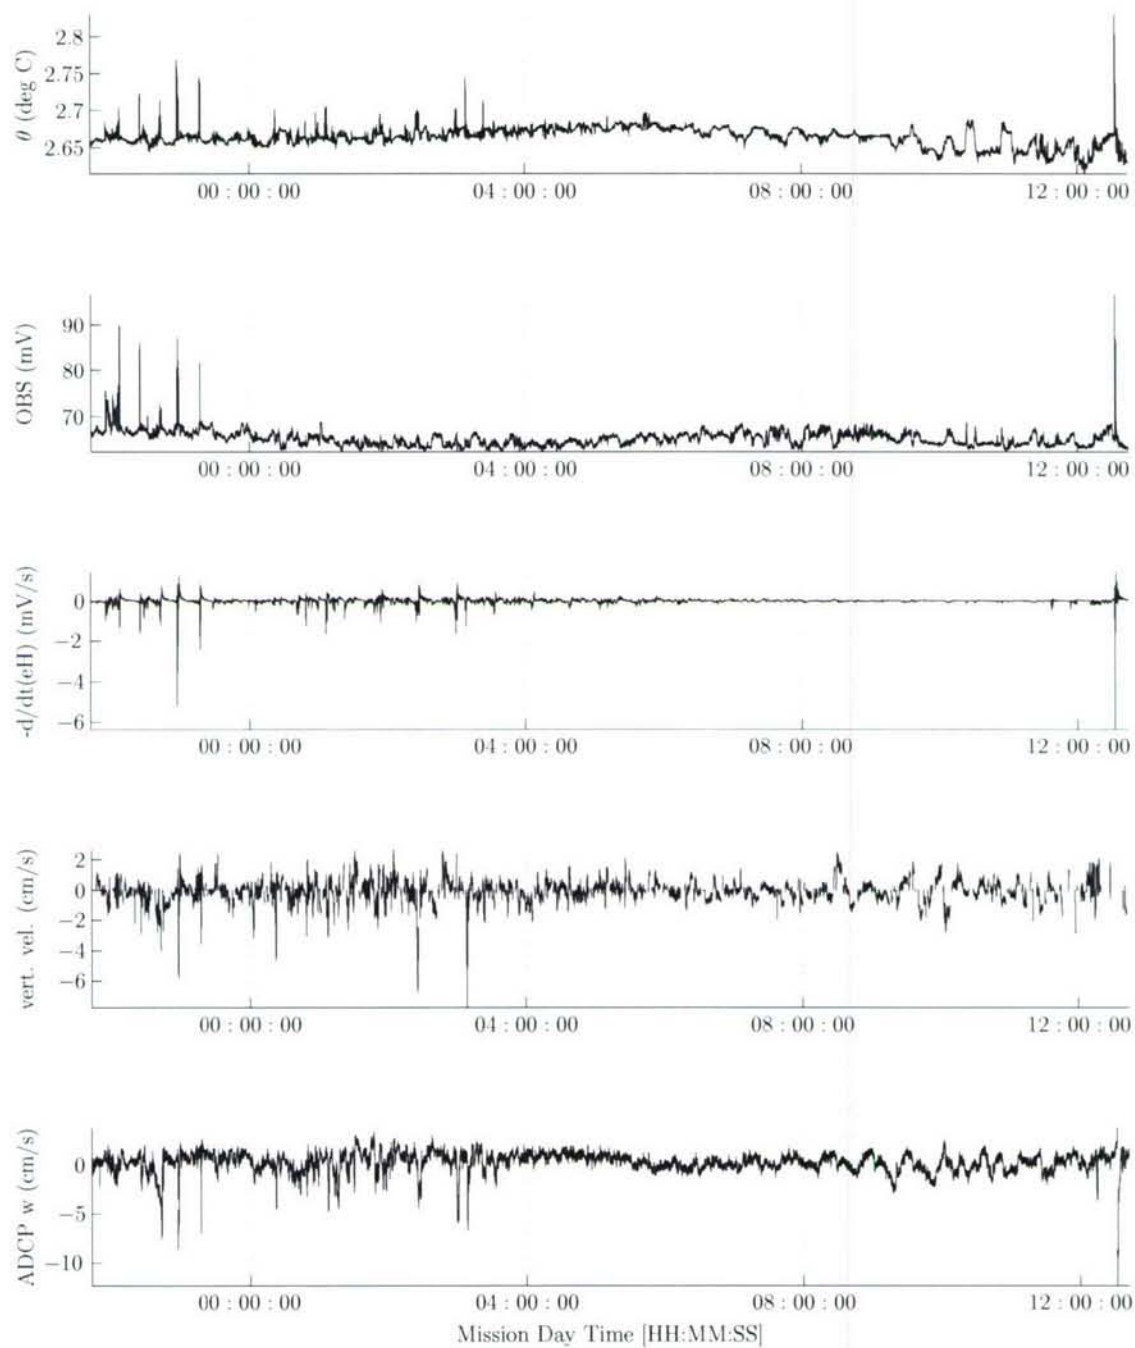 θ (deg C)
2.8
2.75
2.7
2.65
00 : 00 : 00
04 : 00 : 00
08 : 00 : 00
12 : 00 : 00
OBS (mV)
90
80
70
00 : 00 : 00
04 : 00 : 00
08 : 00 : 00
12 : 00 : 00
-d/dt(eH) (mV/s)
0
−2
−4
−6
00 : 00 : 00
04 : 00 : 00
08 : 00 : 00
12 : 00 : 00
vert. vel. (cm/s)
2
0
−2
−4
−6
00 : 00 : 00
04 : 00 : 00
08 : 00 : 00
12 : 00 : 00
ADCP w (cm/s)
0
−5
−10
00 : 00 : 00
04 : 00 : 00
08 : 00 : 00
12 : 00 : 00
Mission Day Time [HH:MM:SS]